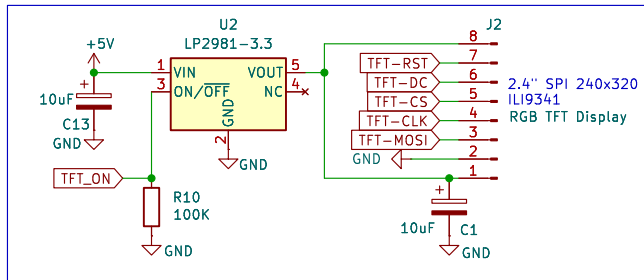 U2
LP2981-3.3
J2
+5V
1
VIN
VOUT
5
3
ON/OFF
NC
4
GND
2
GND
+
10uF
C13
GND
TFT_ON
R10
100K
GND
8
TFT-RST
7
TFT-DC
6
TFT-CS
5
TFT-CLK
4
TFT-MOSI
3
GND
2
1
2.4" SPI 240x320
ILI9341
RGB TFT Display
+
10uF
C1
GND